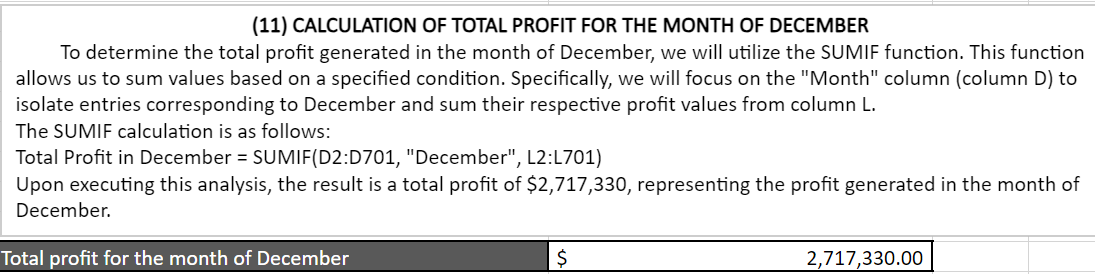 (11) CALCULATION OF TOTAL PROFIT FOR THE MONTH OF DECEMBER
To determine the total profit generated in the month of December, we will utilize the SUMIF function. This function
allows us to sum values based on a specified condition. Specifically, we will focus on the "Month" column (column D) to
isolate entries corresponding to December and sum their respective profit values from column L.
The SUMIF calculation is as follows:
Total Profit in December = SUMIF(D2:D701, "December", L2:L701)
Upon executing this analysis, the result is a total profit of $2,717,330, representing the profit generated in the month of
December.
Total profit for the month of December $ 2,717,330.00